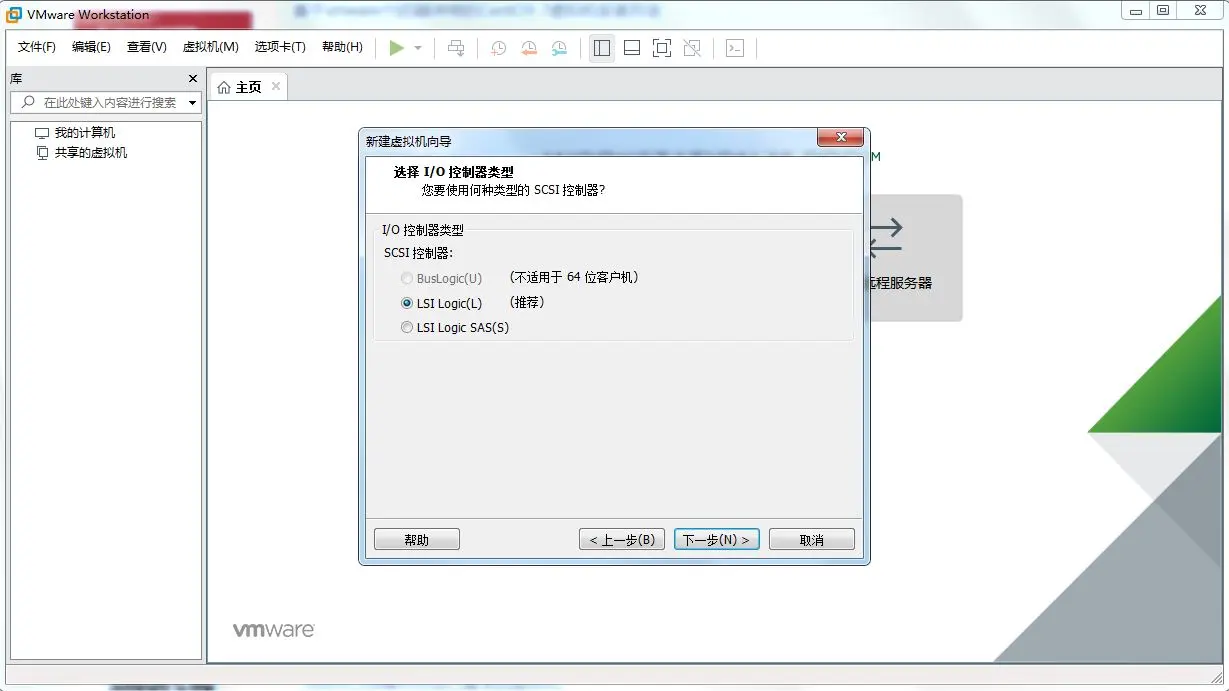 VMware Workstation
文件(F) 编辑(E) 查看(V) 虚拟机(M) 选项卡(T) 帮助(H)
库
在此处键入内容进行搜索
我的计算机
共享的虚拟机
主页
新建虚拟机向导
选择 I/O 控制器类型
您要使用何种类型的 SCSI 控制器?
I/O 控制器类型
SCSI 控制器:
BusLogic(U) (不适用于 64 位客户机)
LSI Logic(L) (推荐)
LSI Logic SAS(S)
帮助 < 上一步(B) 下一步(N) > 取消
M
程服务器
vmware